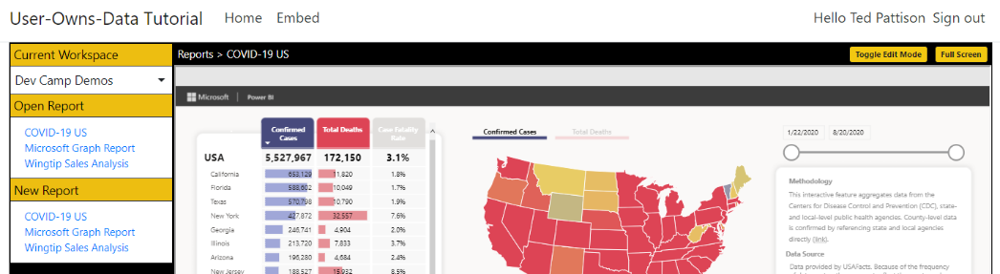 User-Owns-Data Tutorial Home Embed Hello Ted Pattison Sign out
Current Workspace
Reports > COVID-19 US Toggle Edit Mode Full Screen
Dev Camp Demos
Open Report
COVID-19 US
Microsoft Graph Report
Wingtip Sales Analysis
New Report
COVID-19 US
Microsoft Graph Report
Wingtip Sales Analysis
Microsoft Power BI
Confirmed Cases Total Deaths Case Fatality Rate
USA 5,527,967 172,150 3.1%
California 653,129 11,820 1.8%
Florida 588,602 10,049 1.7%
Texas 570,798 10,790 1.9%
New York 427,872 32,557 7.6%
Georgia 246,741 4,904 2.0%
Illinois 213,720 7,833 3.7%
Arizona 196,280 4,684 2.4%
New Jersey 188,527 15,932 8.5%
Confirmed Cases Total Deaths
1/22/2020 8/20/2020
Methodology
This interactive feature aggregates data from the
Centers for Disease Control and Prevention (CDC), state-
and local-level public health agencies. County-level data
is confirmed by referencing state and local agencies
directly (link).
Data Source
Data provided by USAFacts. Because of the frequency